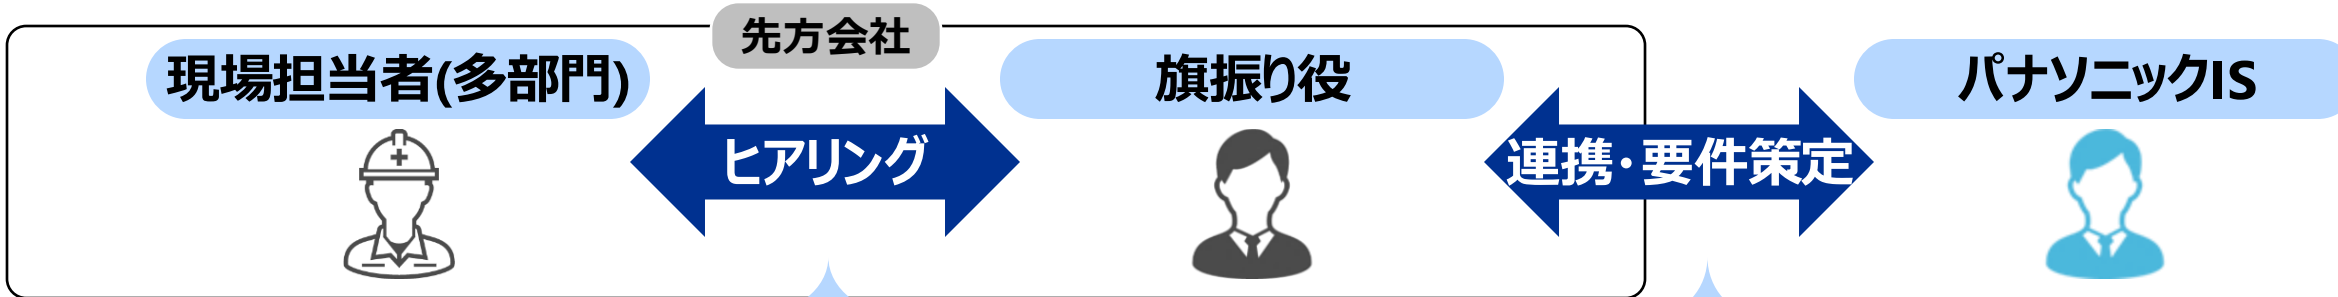 先方会社
現場担当者(多部門)
旗振り役
パナソニックIS
ヒアリング
連携・要件策定